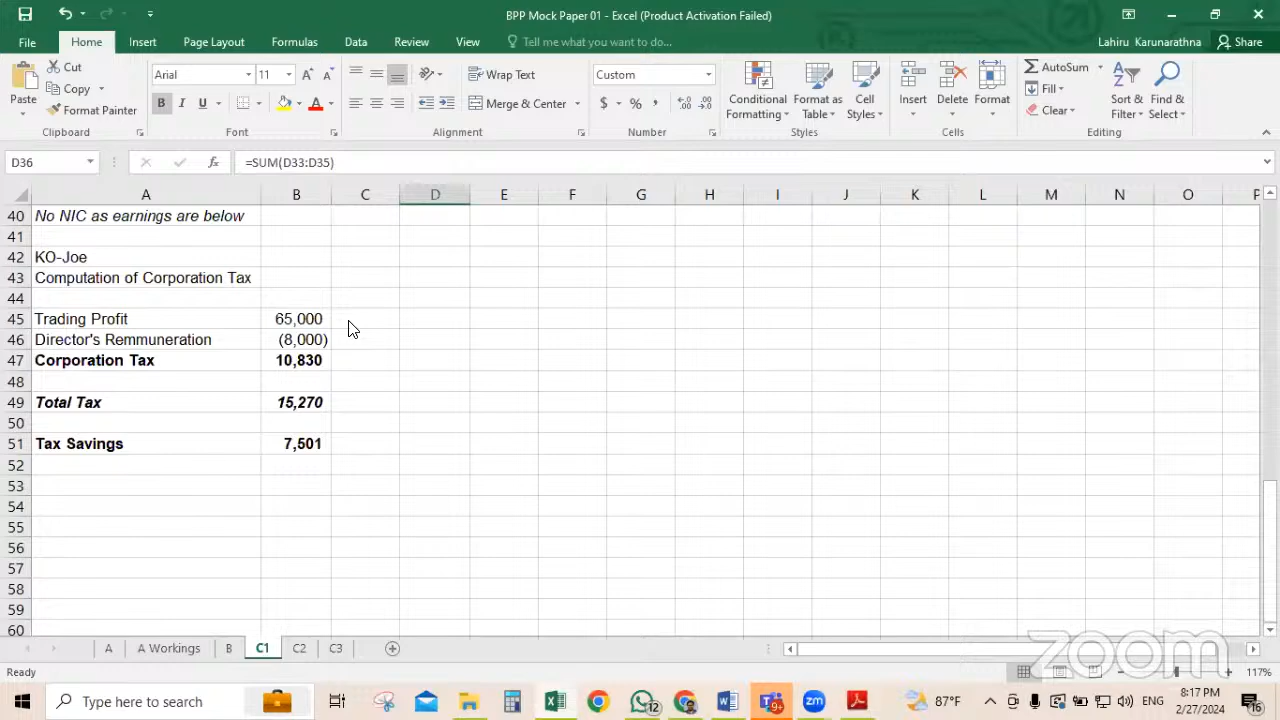 BPP Mock Paper 01 - Excel (Product Activation Failed)
File Home Insert Page Layout Formulas Data Review View Tell me what you want to do... Lahiru Karunarathna Share
Paste Cut Copy Format Painter Clipboard
Arial 11 B I U A Font
Wrap Text Merge & Center Alignment
Custom $ % , Number
Conditional Formatting Format as Table Cell Styles Styles
Insert Delete Format Cells
AutoSum Fill Clear Sort & Filter Find & Select Editing
D36 fx =SUM(D33:D35)
A B C D E F G H I J K L M N O P
40 No NIC as earnings are below
41
42 KO-Joe
43 Computation of Corporation Tax
44
45 Trading Profit 65,000
46 Director's Remmuneration (8,000)
47 Corporation Tax 10,830
48
49 Total Tax 15,270
50
51 Tax Savings 7,501
52
53
54
55
56
57
58
59
60
A A Workings B C1 C2 C3
zoom
Ready 117%
Type here to search 12 9+ zm 87°F ENG 8:17 PM 2/27/2024 16